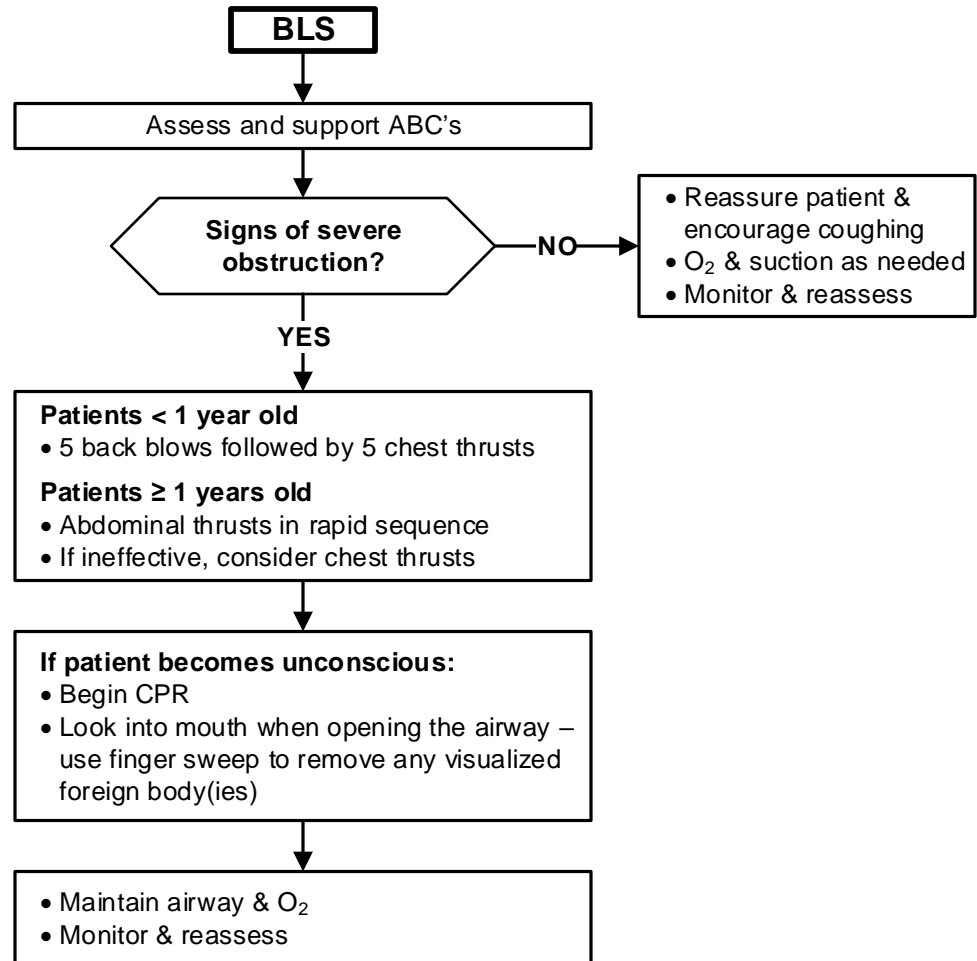 BLS
Assess and support ABC’s
Signs of severe
obstruction?
NO
• Reassure patient &
encourage coughing
• O₂ & suction as needed
• Monitor & reassess
YES
Patients < 1 year old
• 5 back blows followed by 5 chest thrusts
Patients ≥ 1 years old
• Abdominal thrusts in rapid sequence
• If ineffective, consider chest thrusts
If patient becomes unconscious:
• Begin CPR
• Look into mouth when opening the airway –
use finger sweep to remove any visualized
foreign body(ies)
• Maintain airway & O₂
• Monitor & reassess